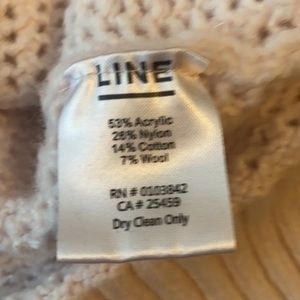 LINE
53% Acrylic
26% Nylon
14% Cotton
7% Wool
RN # 0103842
CA # 25459
Dry Clean Only